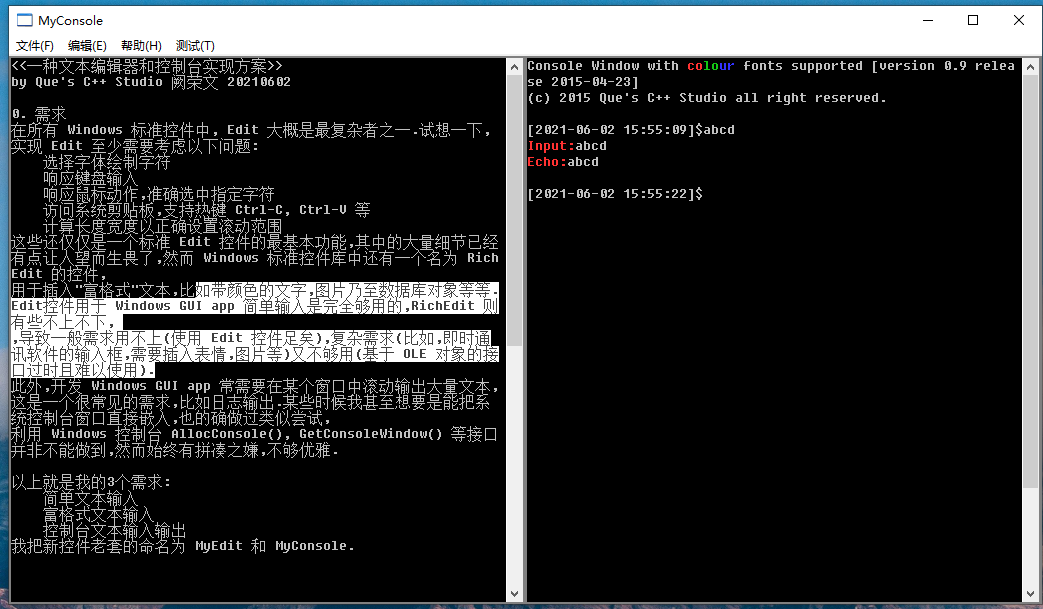 MyConsole
文件(F) 编辑(E) 帮助(H) 测试(T)
<<一种文本编辑器和控制台实现方案>>
by Que's C++ Studio 阙荣文 20210602
0. 需求
在所有 Windows 标准控件中, Edit 大概是最复杂者之一.试想一下,
实现 Edit 至少需要考虑以下问题:
选择字体绘制字符
响应键盘输入
响应鼠标动作,准确选中指定字符
访问系统剪贴板,支持热键 Ctrl-C, Ctrl-V 等
计算长度宽度以正确设置滚动范围
这些还仅仅是一个标准 Edit 控件的最基本功能,其中的大量细节已经
有点让人望而生畏了,然而 Windows 标准控件库中还有一个名为 Rich
Edit 的控件,
用于插入"富格式"文本,比如带颜色的文字,图片乃至数据库对象等等.
Edit控件用于 Windows GUI app 简单输入是完全够用的,RichEdit 则
有些不上不下,
,导致一般需求用不上(使用 Edit 控件足矣),复杂需求(比如,即时通
讯软件的输入框,需要插入表情,图片等)又不够用(基于 OLE 对象的接
口过时且难以使用).
此外,开发 Windows GUI app 常需要在某个窗口中滚动输出大量文本,
这是一个很常见的需求,比如日志输出.某些时候我甚至想要是能把系
统控制台窗口直接嵌入,也的确做过类似尝试,
利用 Windows 控制台 AllocConsole(), GetConsoleWindow() 等接口
并非不能做到,然而始终有拼凑之嫌,不够优雅.
以上就是我的3个需求:
简单文本输入
富格式文本输入
控制台文本输入输出
我把新控件老套的命名为 MyEdit 和 MyConsole.
Console Window with colour fonts supported [version 0.9 relea
se 2015-04-23]
(c) 2015 Que's C++ Studio all right reserved.
[2021-06-02 15:55:09]$abcd
Input:abcd
Echo:abcd
[2021-06-02 15:55:22]$